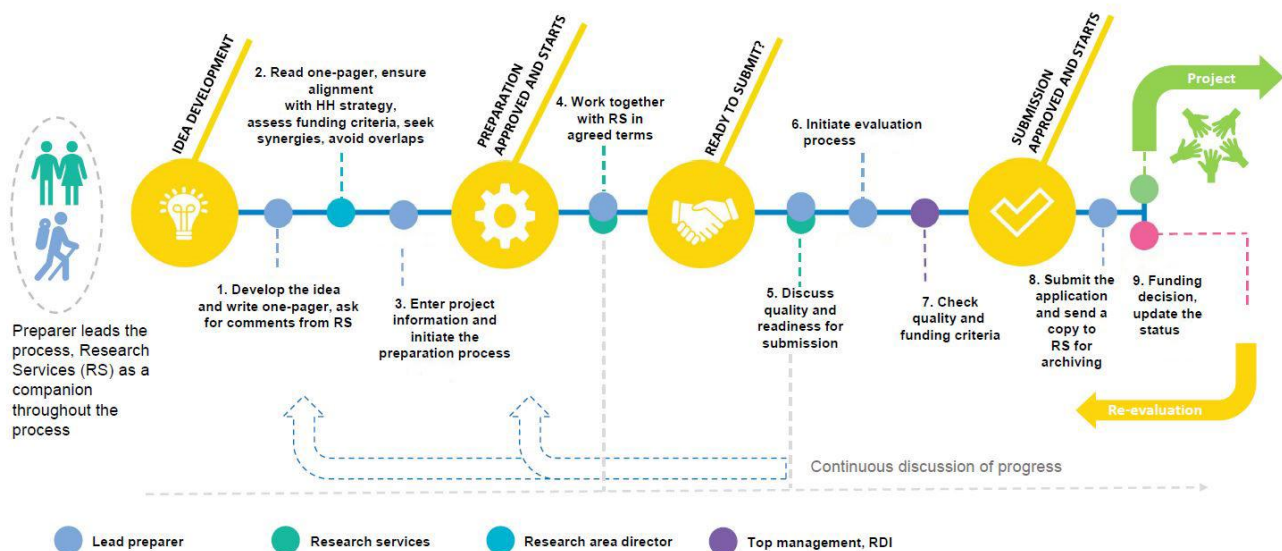 IDEA DEVELOPMENT
2. Read one-pager, ensure
alignment
with HH strategy,
assess funding criteria, seek
synergies, avoid overlaps
PREPARATION
APPROVED AND STARTS
4. Work together
with RS in
agreed terms
READY TO SUBMIT?
6. Initiate evaluation
process
SUBMISSION
APPROVED AND STARTS
Project
1. Develop the idea
and write one-pager, ask
for comments from RS
3. Enter project
information and
initiate the
preparation process
5. Discuss
quality and
readiness for
submission
7. Check
quality and
funding criteria
8. Submit the
application
and send a
copy to
RS for
archiving
9. Funding
decision,
update the
status
Preparer leads the
process, Research
Services (RS) as a
companion
throughout the
process
Re-evaluation
Continuous discussion of progress
Lead preparer
Research services
Research area director
Top management, RDI